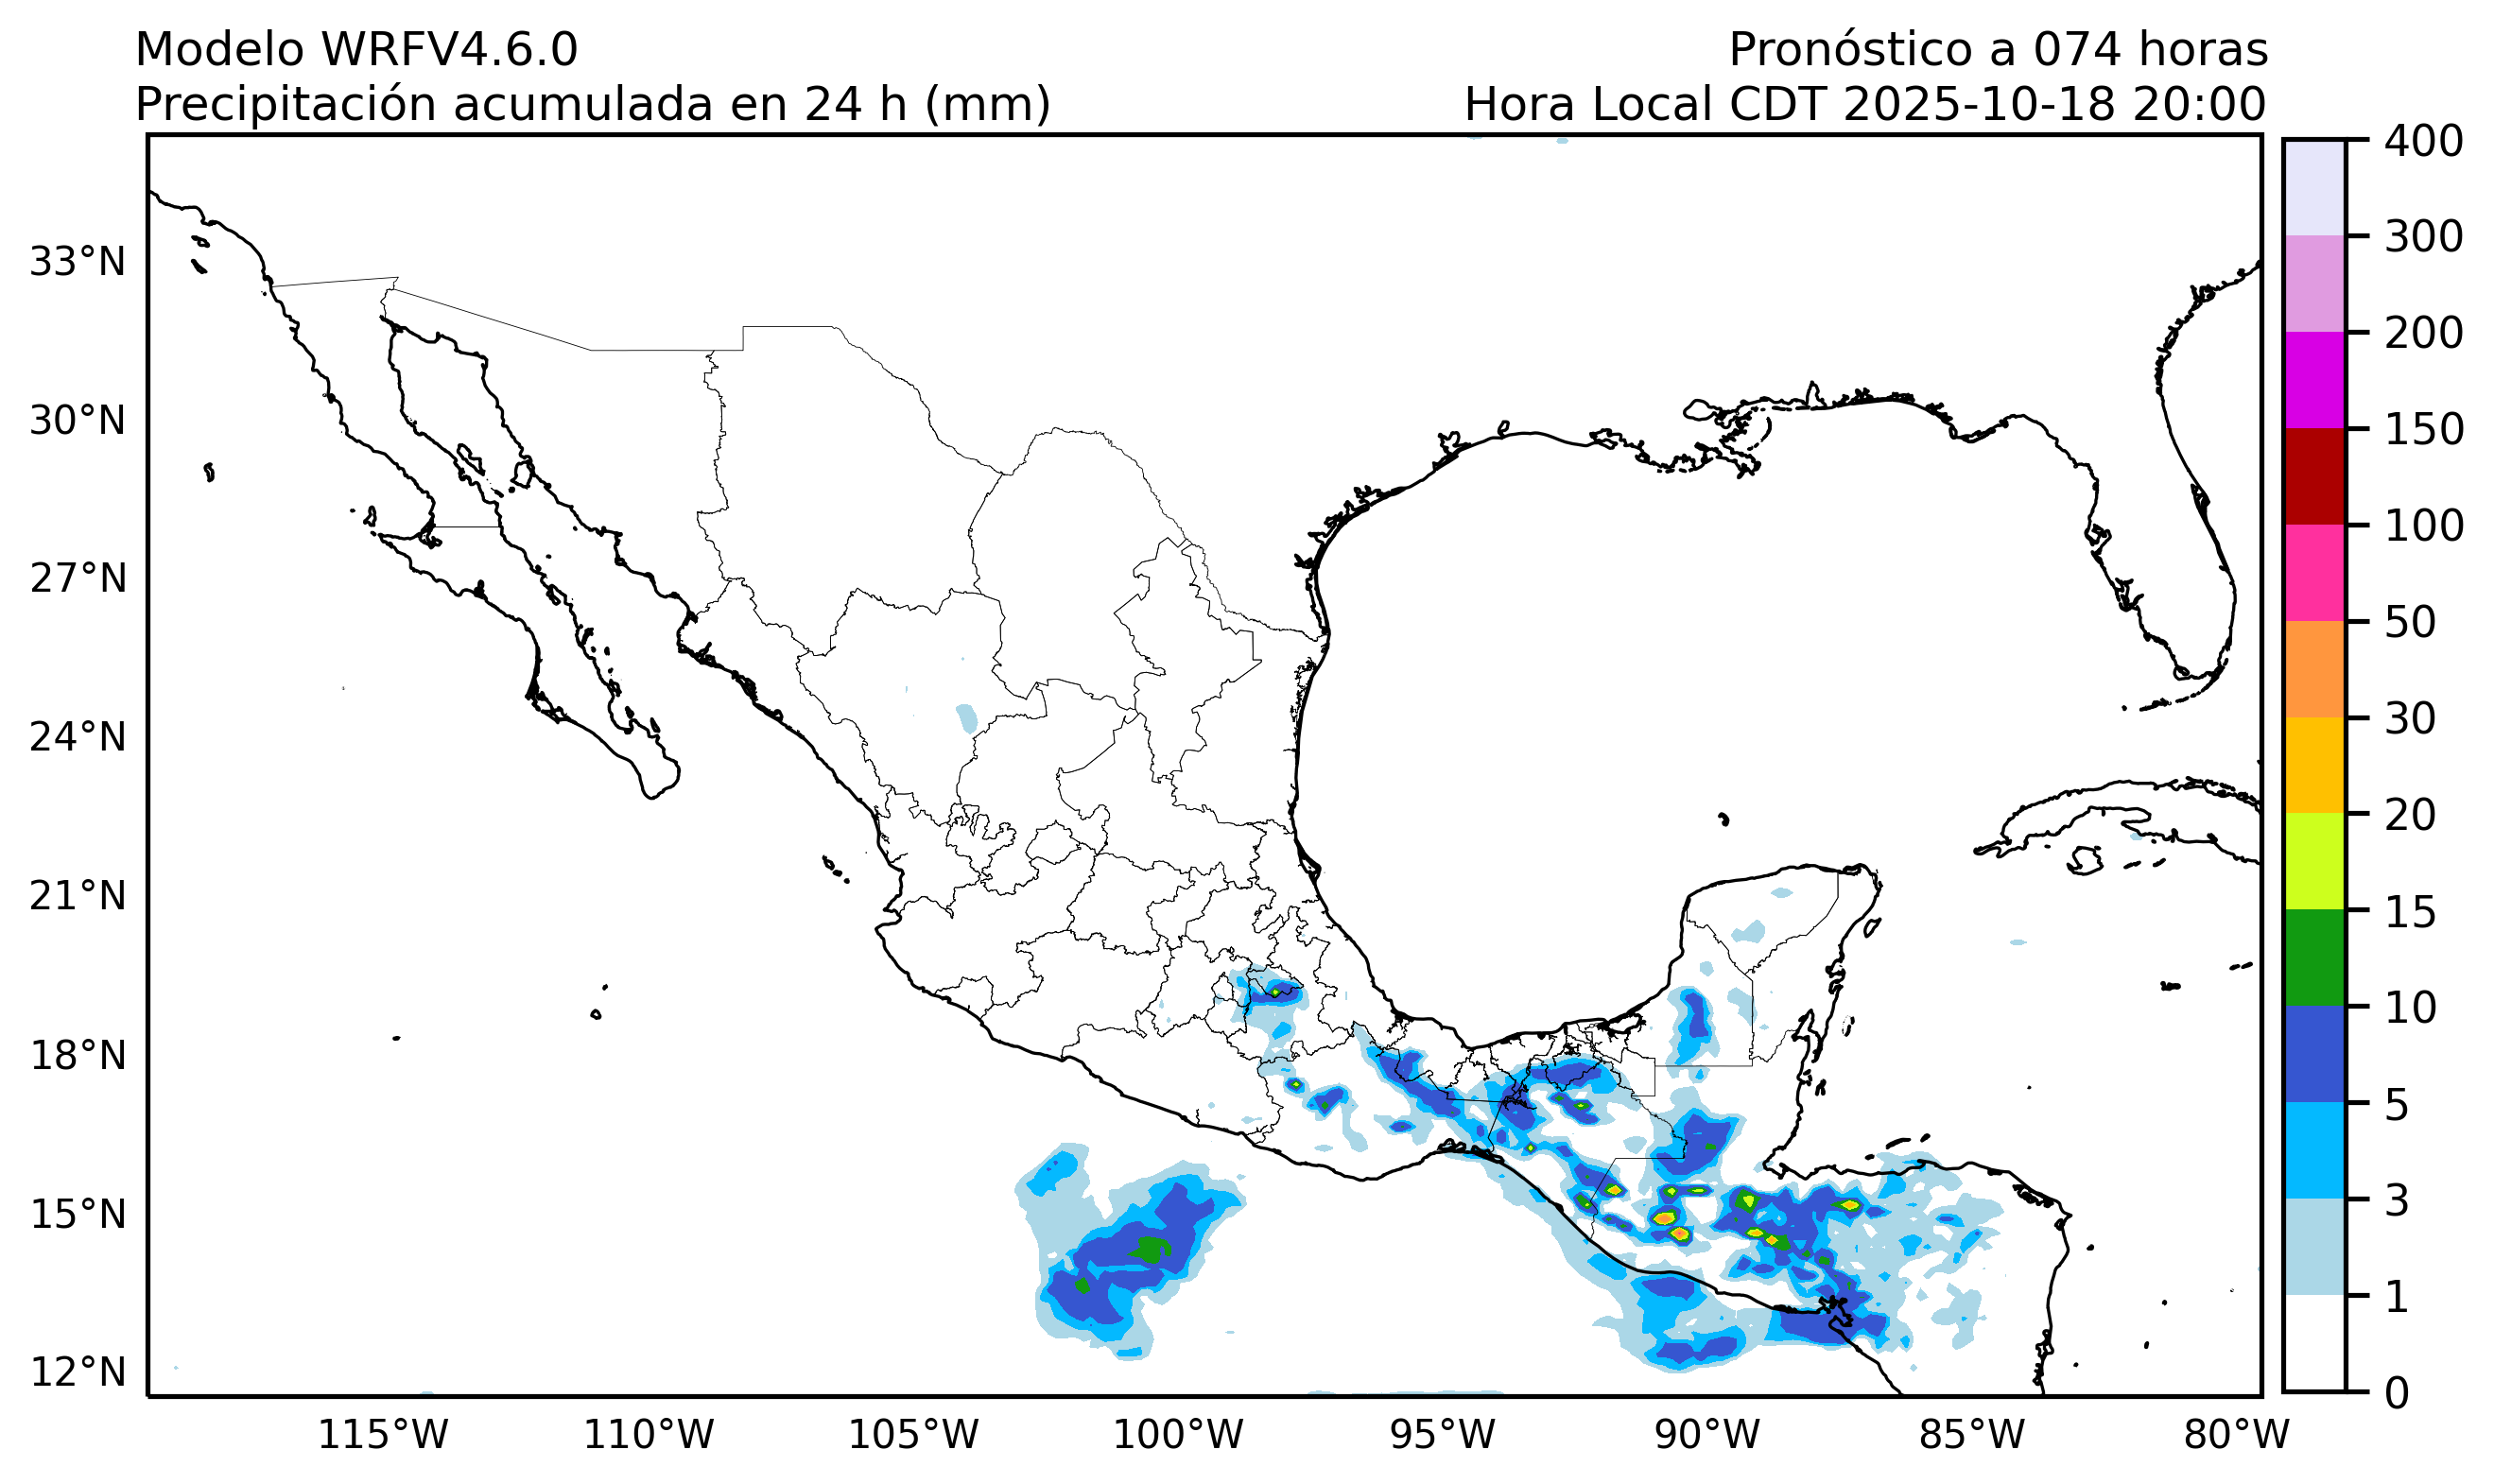 Modelo WRFV4.6.0
Pronóstico a 074 horas
Precipitación acumulada en 24 h (mm)
Hora Local CDT 2025-10-18 20:00
400
300
200
150
100
50
30
20
15
10
5
3
1
0
33°N
30°N
27°N
24°N
21°N
18°N
15°N
12°N
115°W
110°W
105°W
100°W
95°W
90°W
85°W
80°W